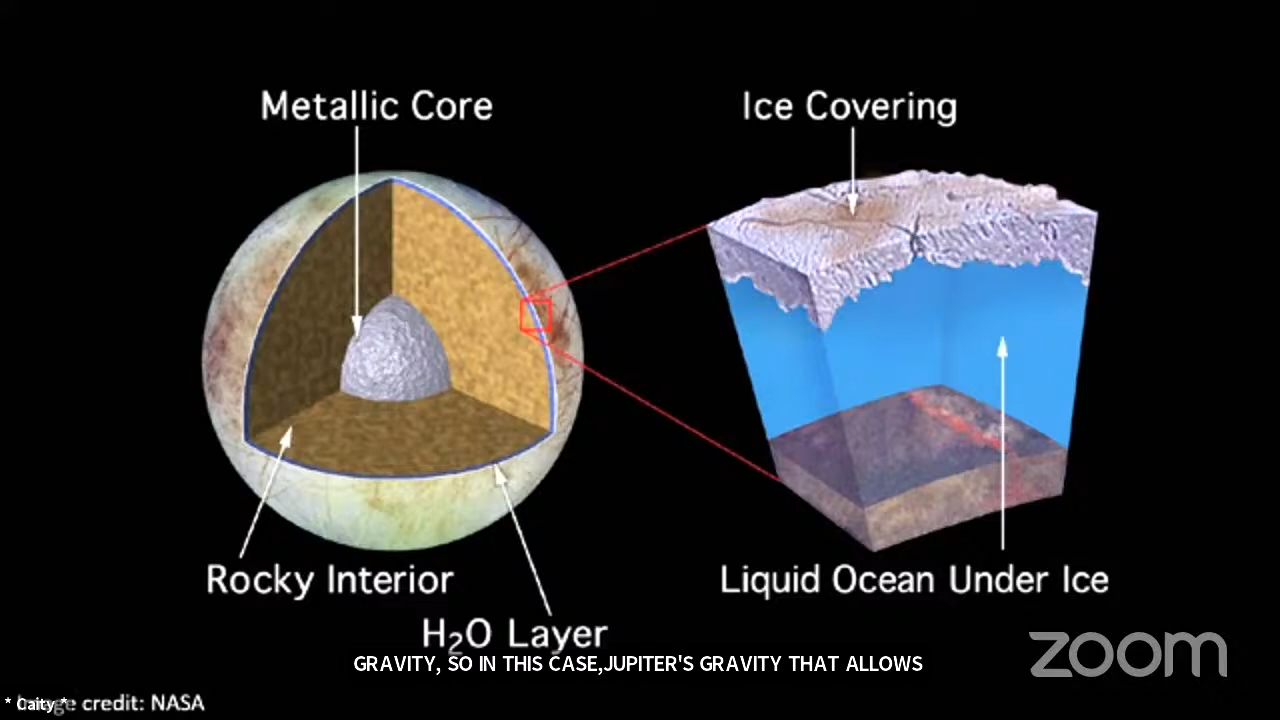 Metallic Core
Ice Covering
Rocky Interior
H₂O Layer
Liquid Ocean Under Ice
GRAVITY, SO IN THIS CASE,JUPITER'S GRAVITY THAT ALLOWS
zoom
* Caity *
credit: NASA